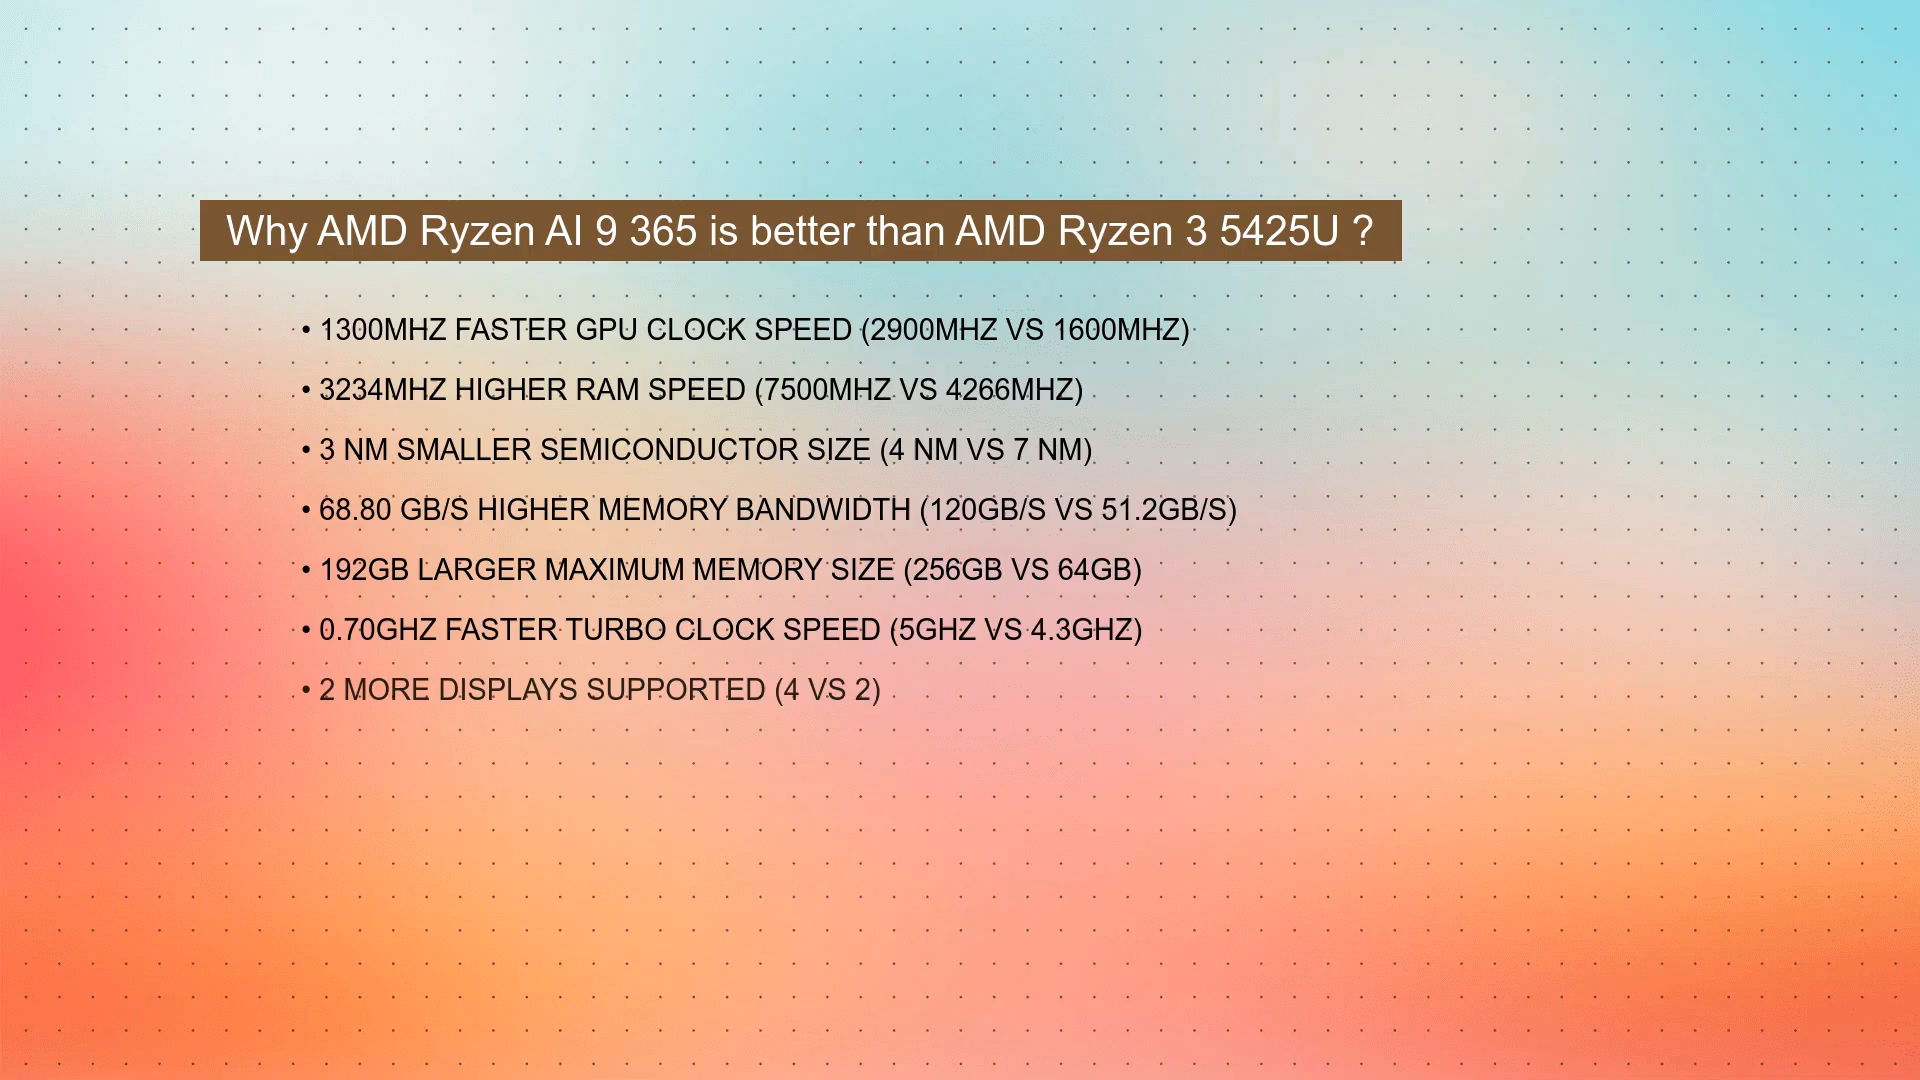 Why AMD Ryzen AI 9 365 is better than AMD Ryzen 3 5425U ?
• 1300MHZ FASTER GPU CLOCK SPEED (2900MHZ VS 1600MHZ)
• 3234MHZ HIGHER RAM SPEED (7500MHZ VS 4266MHZ)
• 3 NM SMALLER SEMICONDUCTOR SIZE (4 NM VS 7 NM)
• 68.80 GB/S HIGHER MEMORY BANDWIDTH (120GB/S VS 51.2GB/S)
• 192GB LARGER MAXIMUM MEMORY SIZE (256GB VS 64GB)
• 0.70GHZ FASTER TURBO CLOCK SPEED (5GHZ VS 4.3GHZ)
• 2 MORE DISPLAYS SUPPORTED (4 VS 2)